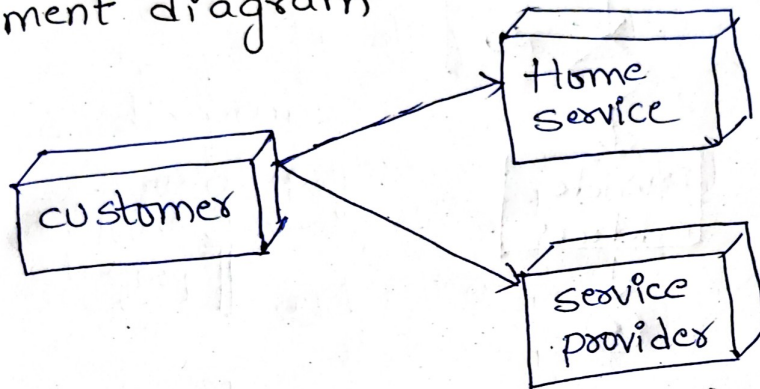 ment diagram
Home
service
customer
service
provider